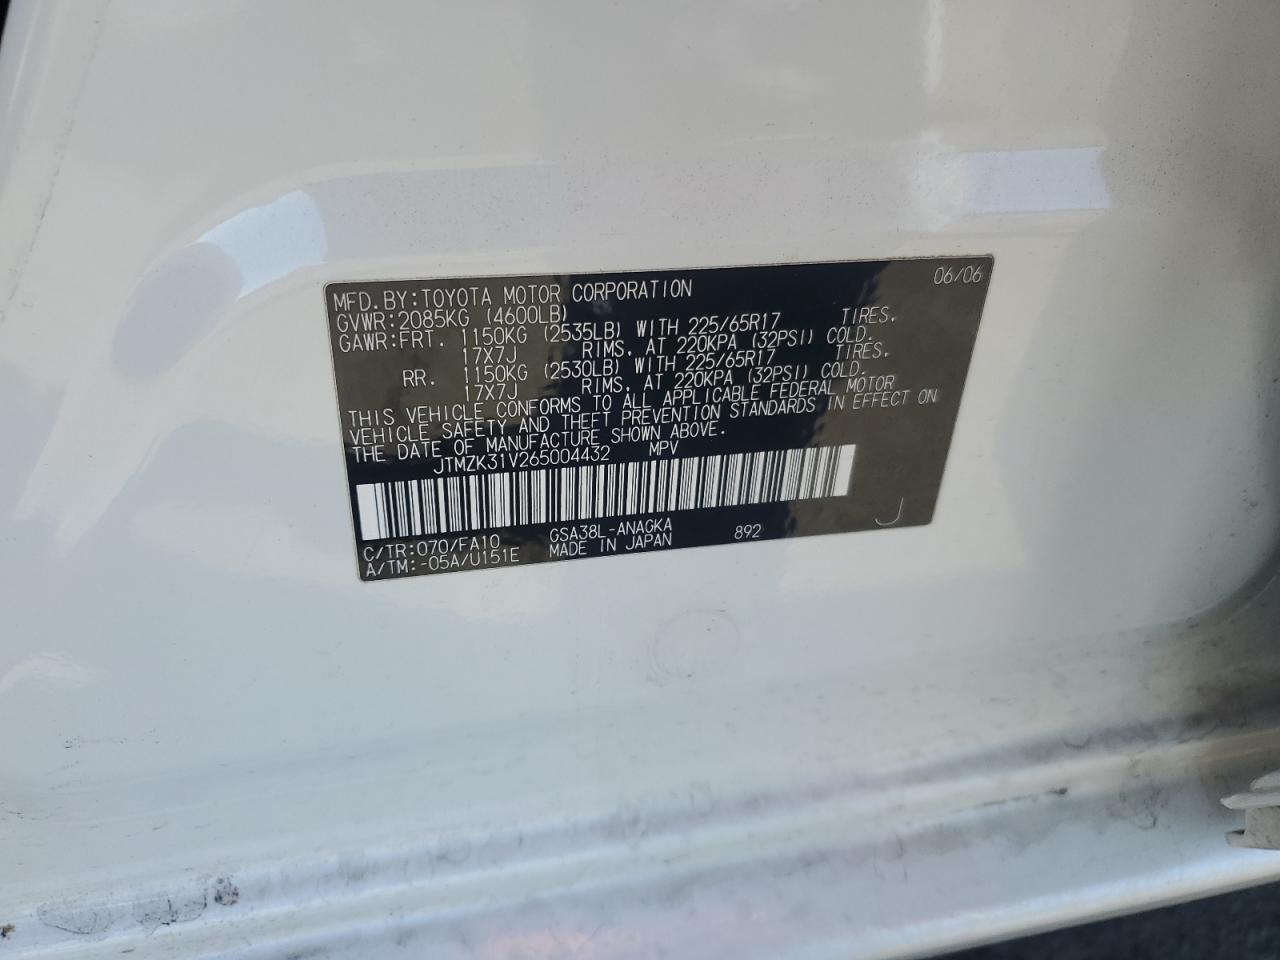 MFD.BY:TOYOTA MOTOR CORPORATION 06/06
GVWR:2085KG (4600LB)
GAWR:FRT. 1150KG (2535LB) WITH 225/65R17 TIRES.
17X7J RIMS, AT 220KPA (32PSI) COLD.
RR. 1150KG (2530LB) WITH 225/65R17 TIRES.
17X7J RIMS, AT 220KPA (32PSI) COLD.
THIS VEHICLE CONFORMS TO ALL APPLICABLE FEDERAL MOTOR
VEHICLE SAFETY AND THEFT PREVENTION STANDARDS IN EFFECT ON
THE DATE OF MANUFACTURE SHOWN ABOVE.
JTMZK31V265004432 MPV
C/TR:070/FA10 GSA38L-ANAGKA 892 J
A/TM:-05A/U151E MADE IN JAPAN